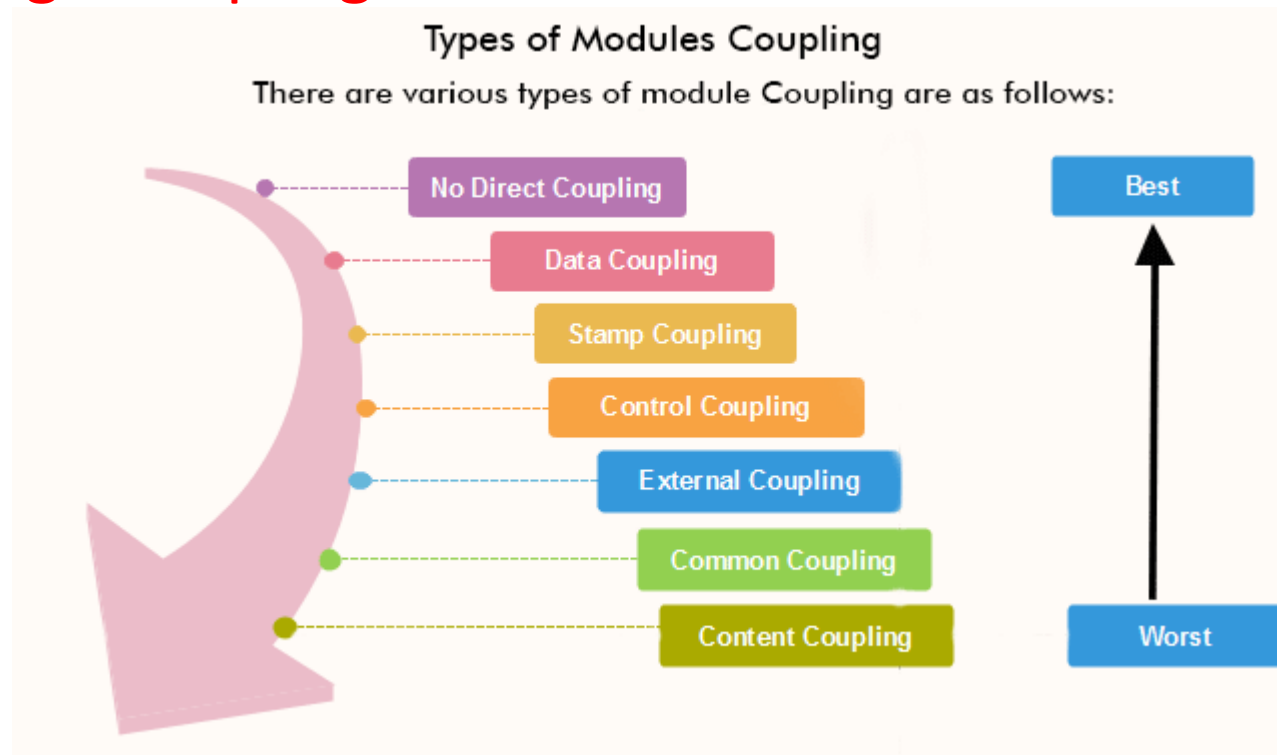 Types of Modules Coupling
There are various types of module Coupling are as follows:
No Direct Coupling
Best
Data Coupling
Stamp Coupling
Control Coupling
External Coupling
Common Coupling
Content Coupling
Worst